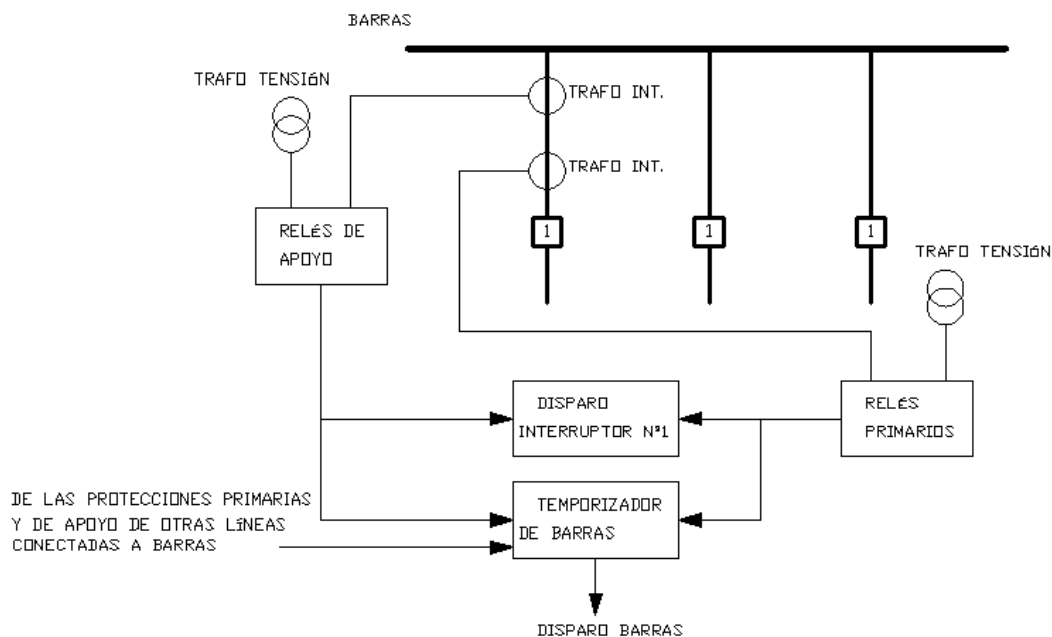 BARRAS
TRAFO TENSIÓN
TRAFO INT.
TRAFO INT.
RELÉS DE
APOYO
1
1
1
TRAFO TENSIÓN
DISPARO
INTERRUPTOR Nº1
RELÉS
PRIMARIOS
DE LAS PROTECCIONES PRIMARIAS
Y DE APOYO DE OTRAS LÍNEAS
CONECTADAS A BARRAS
TEMPORIZADOR
DE BARRAS
DISPARO BARRAS